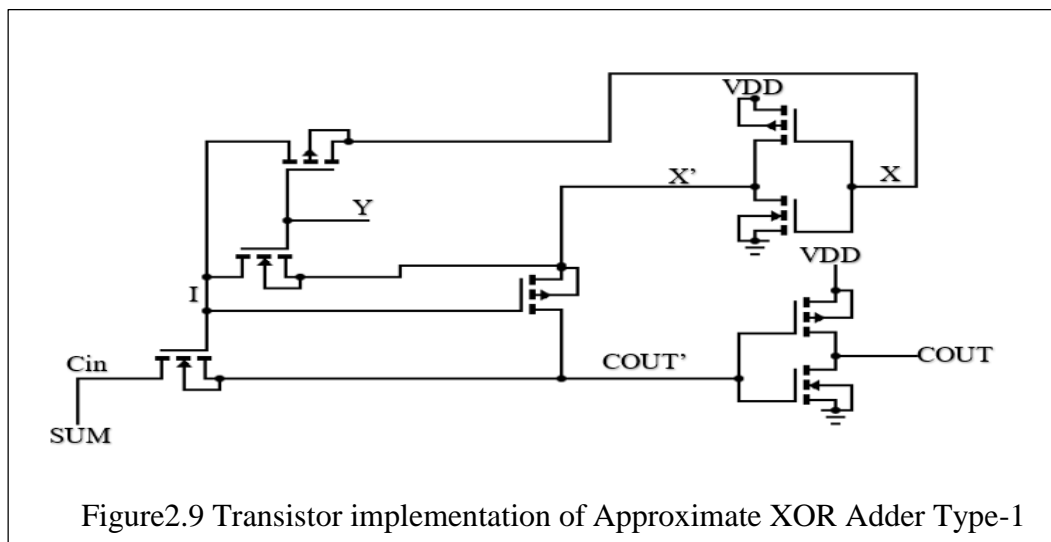 VDD
X'
X
Y
VDD
I
Cin
COUT'
COUT
SUM
Figure2.9 Transistor implementation of Approximate XOR Adder Type-1